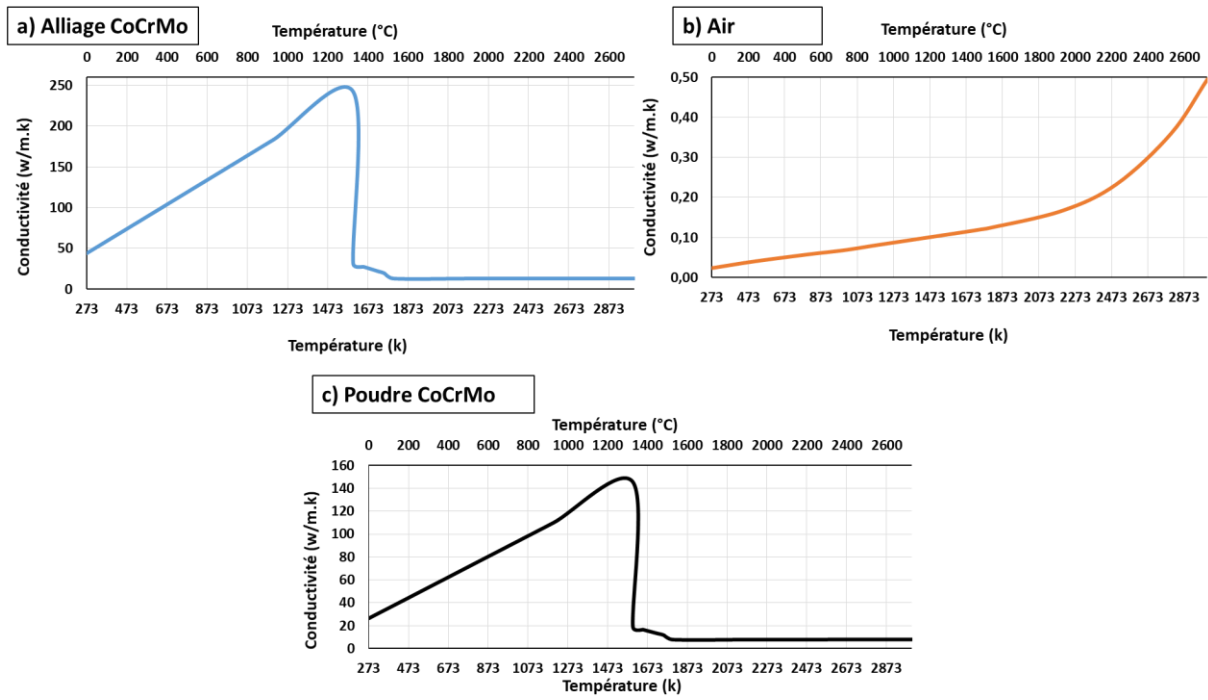 a) Alliage CoCrMo
Température (°C)
0 200 400 600 800 1000 1200 1400 1600 1800 2000 2200 2400 2600
Conductivité (w/m.k)
250
200
150
100
50
0
273 473 673 873 1073 1273 1473 1673 1873 2073 2273 2473 2673 2873
Température (k)
b) Air
Température (°C)
0 200 400 600 800 1000 1200 1400 1600 1800 2000 2200 2400 2600
Conductivité (w/m.k)
0,50
0,40
0,30
0,20
0,10
0,00
273 473 673 873 1073 1273 1473 1673 1873 2073 2273 2473 2673 2873
Température (k)
c) Poudre CoCrMo
Température (°C)
0 200 400 600 800 1000 1200 1400 1600 1800 2000 2200 2400 2600
Conductivité (w/m.k)
160
140
120
100
80
60
40
20
0
273 473 673 873 1073 1273 1473 1673 1873 2073 2273 2473 2673 2873
Température (k)